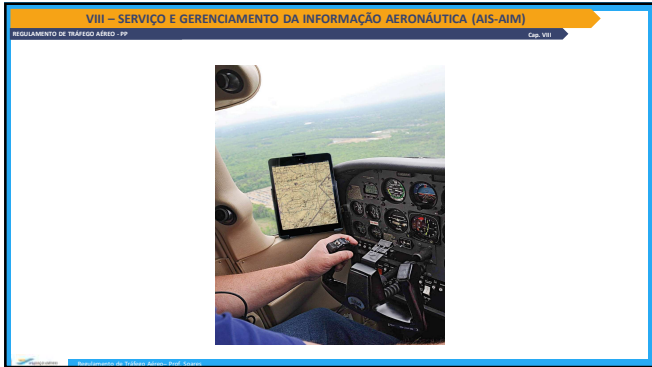 VIII – SERVIÇO E GERENCIAMENTO DA INFORMAÇÃO AERONÁUTICA (AIS-AIM)
REGULAMENTO DE TRÁFEGO AÉREO - PP
Cap. VIII
Regulamento de Tráfego Aéreo– Prof. Soares